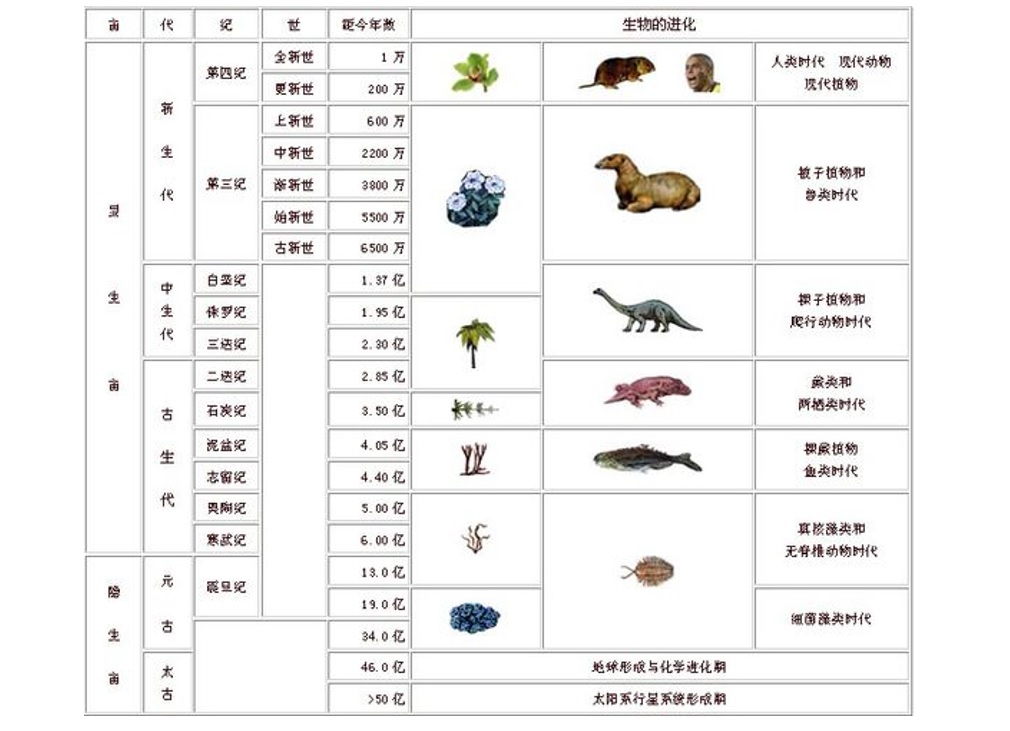 宙 代 纪 世 距今年数 生物的进化
显生宙 新生代 第四纪 全新世 1 万 人类时代 现代动物
现代植物
更新世 200 万
第三纪 上新世 600 万 被子植物和
兽类时代
中新世 2200 万
渐新世 3800 万
始新世 5500 万
古新世 6500 万
中生代 白垩纪 1.37 亿 裸子植物和
爬行动物时代
侏罗纪 1.95 亿
三迭纪 2.30 亿
古生代 二迭纪 2.85 亿 蕨类和
两栖类时代
石炭纪 3.50 亿
泥盆纪 4.05 亿 裸蕨植物
鱼类时代
志留纪 4.40 亿
奥陶纪 5.00 亿 真核藻类和
无脊椎动物时代
寒武纪 6.00 亿
隐生宙 元古 震旦纪 13.0 亿
19.0 亿 细菌藻类时代
34.0 亿
太古 46.0 亿 地球形成与化学进化期
>50 亿 太阳系行星系统形成期